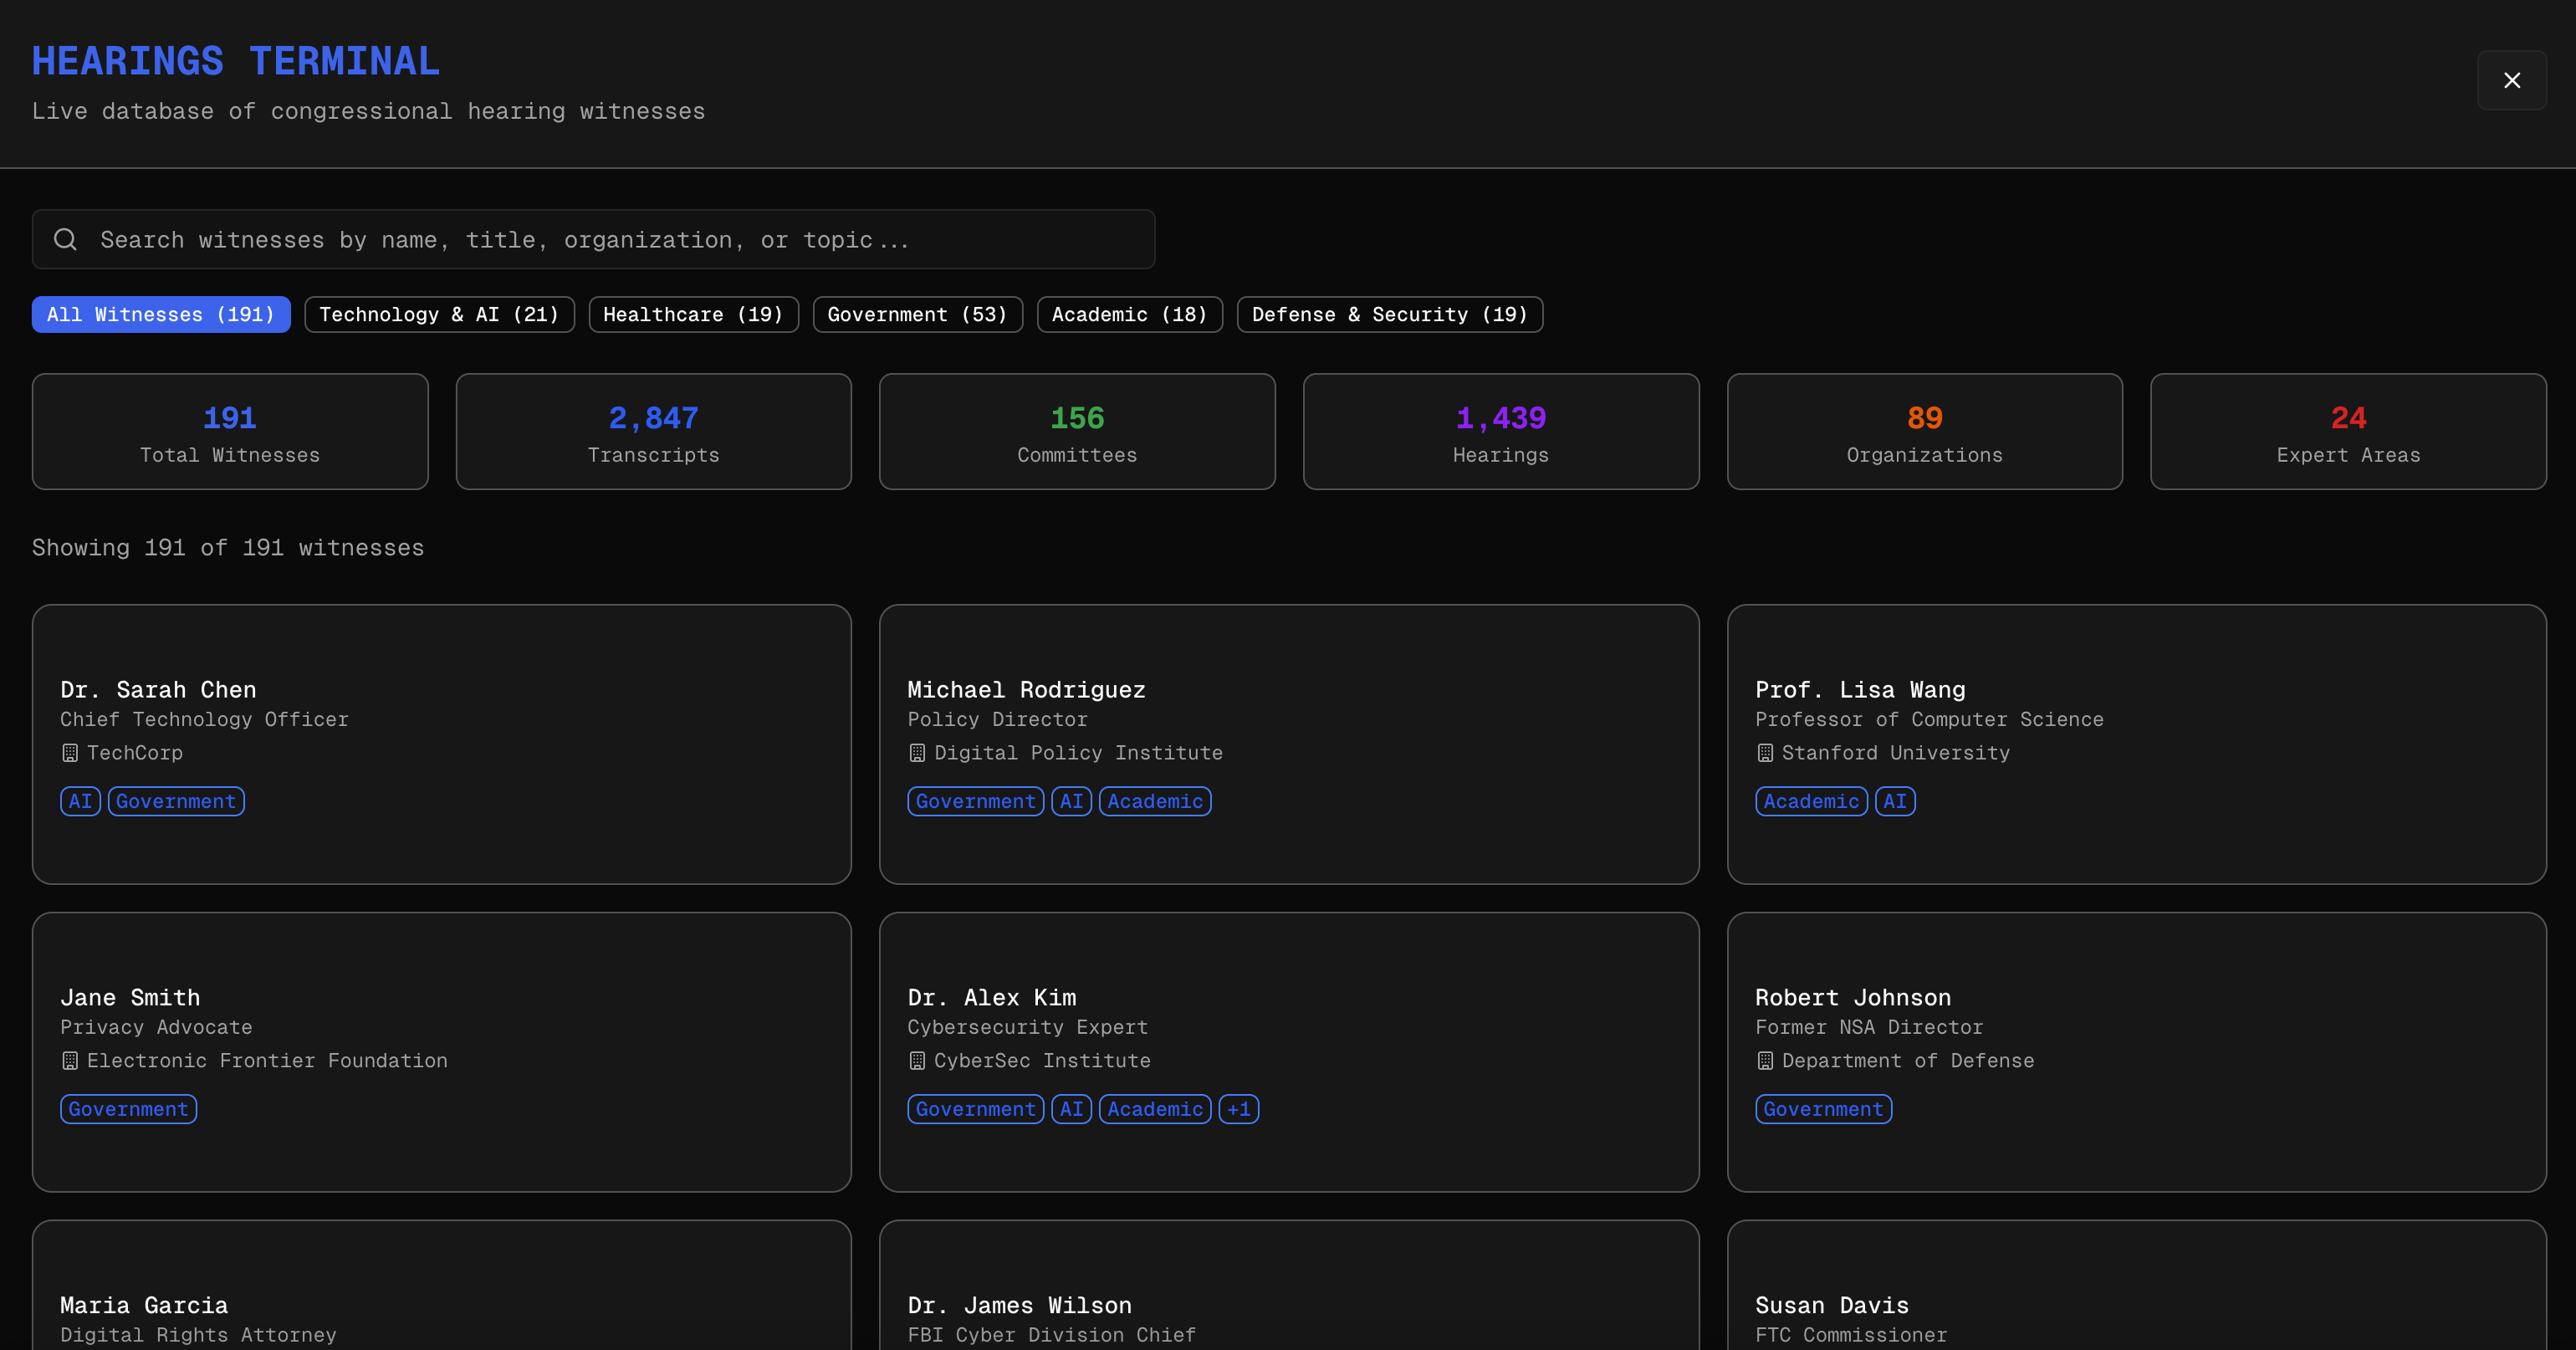 HEARINGS TERMINAL
Live database of congressional hearing witnesses
Search witnesses by name, title, organization, or topic...
All Witnesses (191) Technology & AI (21) Healthcare (19) Government (53) Academic (18) Defense & Security (19)
191 2,847 156 1,439 89 24
Total Witnesses Transcripts Committees Hearings Organizations Expert Areas
Showing 191 of 191 witnesses
Dr. Sarah Chen
Chief Technology Officer
TechCorp
AI Government
Michael Rodriguez
Policy Director
Digital Policy Institute
Government AI Academic
Prof. Lisa Wang
Professor of Computer Science
Stanford University
Academic AI
Jane Smith
Privacy Advocate
Electronic Frontier Foundation
Government
Dr. Alex Kim
Cybersecurity Expert
CyberSec Institute
Government AI Academic +1
Robert Johnson
Former NSA Director
Department of Defense
Government
Maria Garcia
Digital Rights Attorney
Dr. James Wilson
FBI Cyber Division Chief
Susan Davis
FTC Commissioner